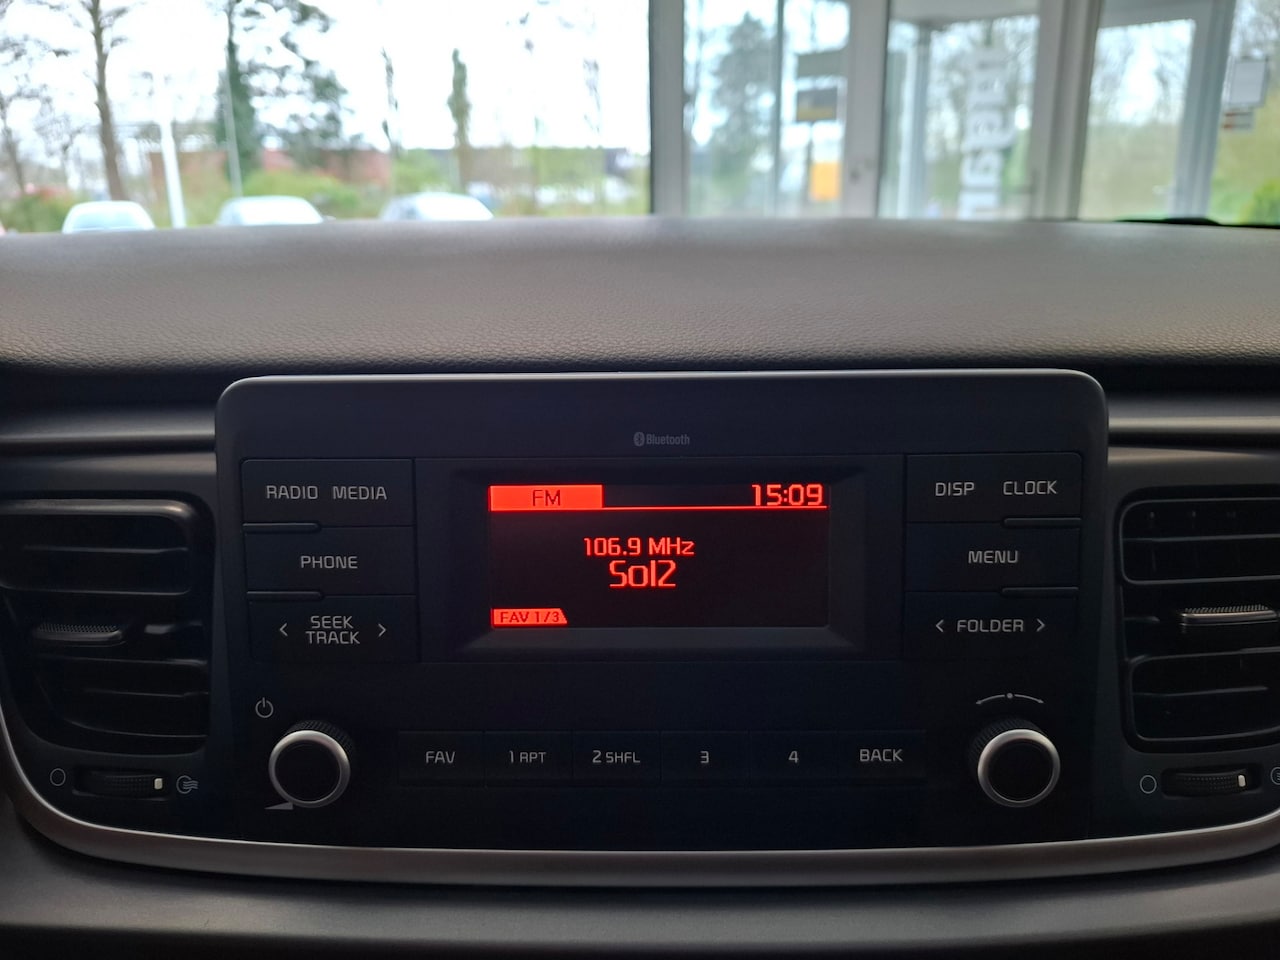 Bluetooth
RADIO MEDIA
PHONE
< SEEK TRACK >
FM 15:09
106.9 MHz
Sol2
FAV 1/3
DISP CLOCK
MENU
< FOLDER >
FAV 1 RPT 2 SHFL 3 4 BACK